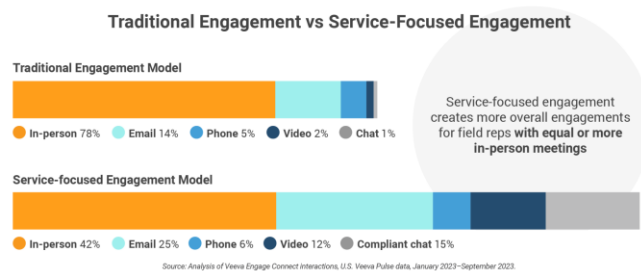 Traditional Engagement vs Service-Focused Engagement
Traditional Engagement Model
In-person 78% Email 14% Phone 5% Video 2% Chat 1%
Service-focused engagement
creates more overall engagements
for field reps with equal or more
in-person meetings
Service-focused Engagement Model
In-person 42% Email 25% Phone 6% Video 12% Compliant chat 15%
Source: Analysis of Veeva Engage Connect Interactions, U.S. Veeva Pulse data, January 2023–September 2023.